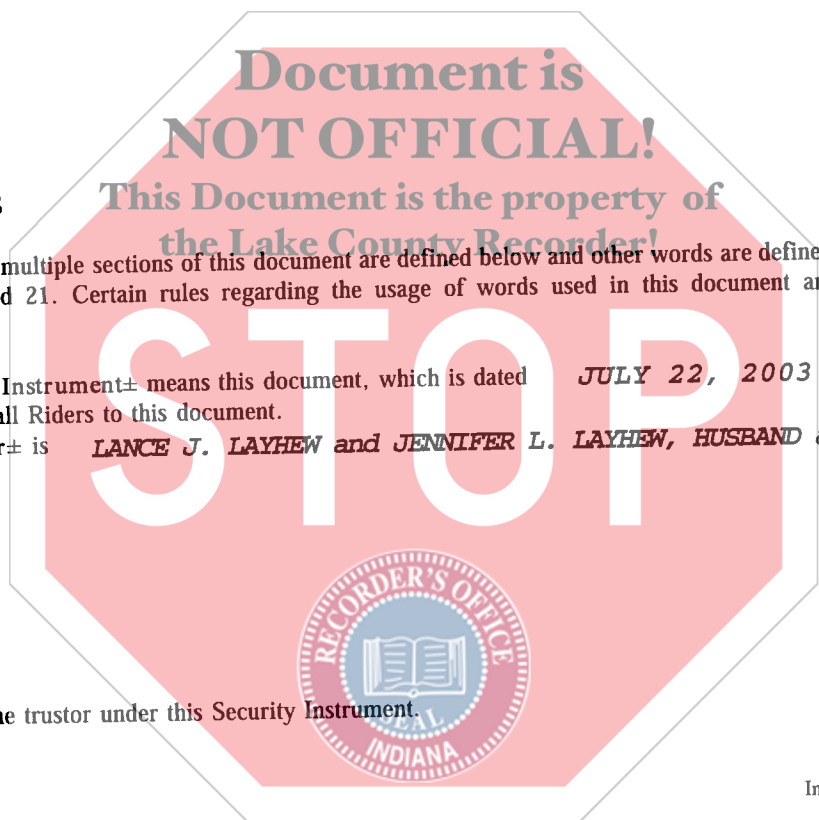 Document is
NOT OFFICIAL!
This Document is the property of
the Lake County Recorder!
multiple sections of this document are defined below and other words are define
d 21. Certain rules regarding the usage of words used in this document a
Instrument± means this document, which is dated JULY 22, 2003
all Riders to this document.
r± is LANCE J. LAYHEW and JENNIFER L. LAYHEW, HUSBAND
STOP
RECORDER'S OFFICE
SEAL
INDIANA
e trustor under this Security Instrument.
In